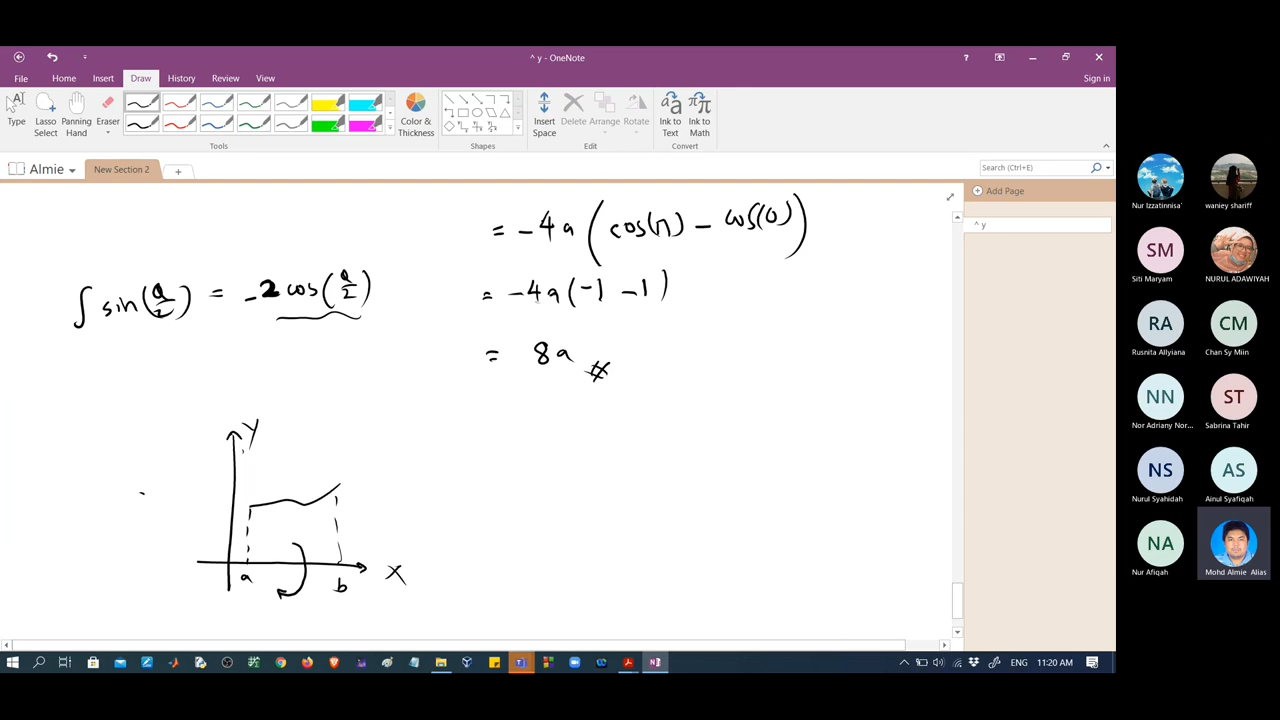 ^ y - OneNote
?
File Home Insert Draw History Review View
Sign in
Type
Lasso Select
Panning Hand
Eraser
Color & Thickness
Insert Space
Delete
Arrange
Rotate
Ink to Text
Ink to Math
Tools
Shapes
Edit
Convert
Almie
New Section 2
+
Search (Ctrl+E)
Add Page
^ y
= -4a (cos(π) - cos(0))
∫ sin(θ/2) = -2 cos(θ/2)
= -4a (-1 -1)
= 8a #
y
a
b
X
Nur Izzatinnisa'
waniey shariff
SM
Siti Maryam
NURUL ADAWIYAH
RA
Rusnita Allyiana
CM
Chan Sy Miin
NN
Nor Adriany Nor...
ST
Sabrina Tahir
NS
Nurul Syahidah
AS
Ainul Syafiqah
NA
Nur Afiqah
Mohd Almie Alias
ENG
11:20 AM